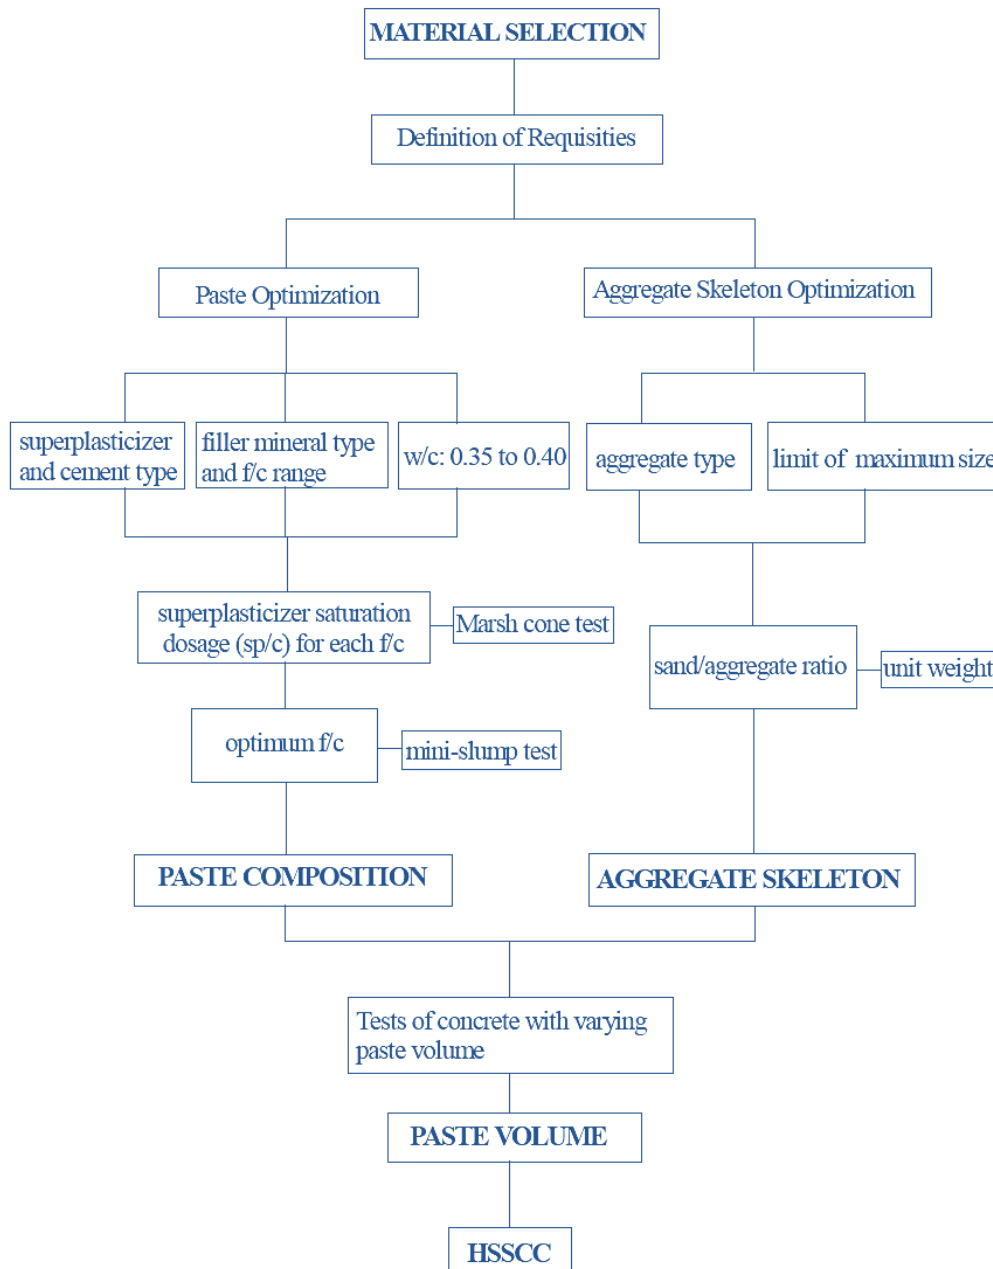 MATERIAL SELECTION
Definition of Requisities
Paste Optimization
Aggregate Skeleton Optimization
superplasticizer
and cement type
filler mineral type
and f/c range
w/c: 0.35 to 0.40
aggregate type
limit of maximum size
superplasticizer saturation
dosage (sp/c) for each f/c
Marsh cone test
sand/aggregate ratio
unit weight
optimum f/c
mini-slump test
PASTE COMPOSITION
AGGREGATE SKELETON
Tests of concrete with varying
paste volume
PASTE VOLUME
HSSCC